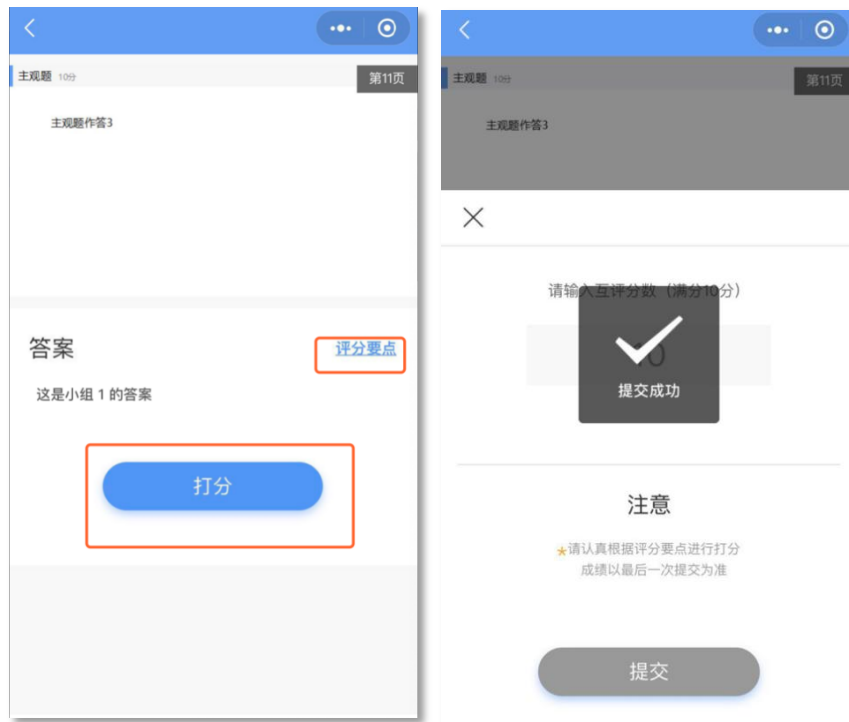 主观题 10分
第11页
主观题作答3
答案
评分要点
这是小组 1 的答案
打分
主观题 10分
第11页
主观题作答3
请输入互评分数（满分10分）
10
提交成功
注意
*请认真根据评分要点进行打分
成绩以最后一次提交为准
提交